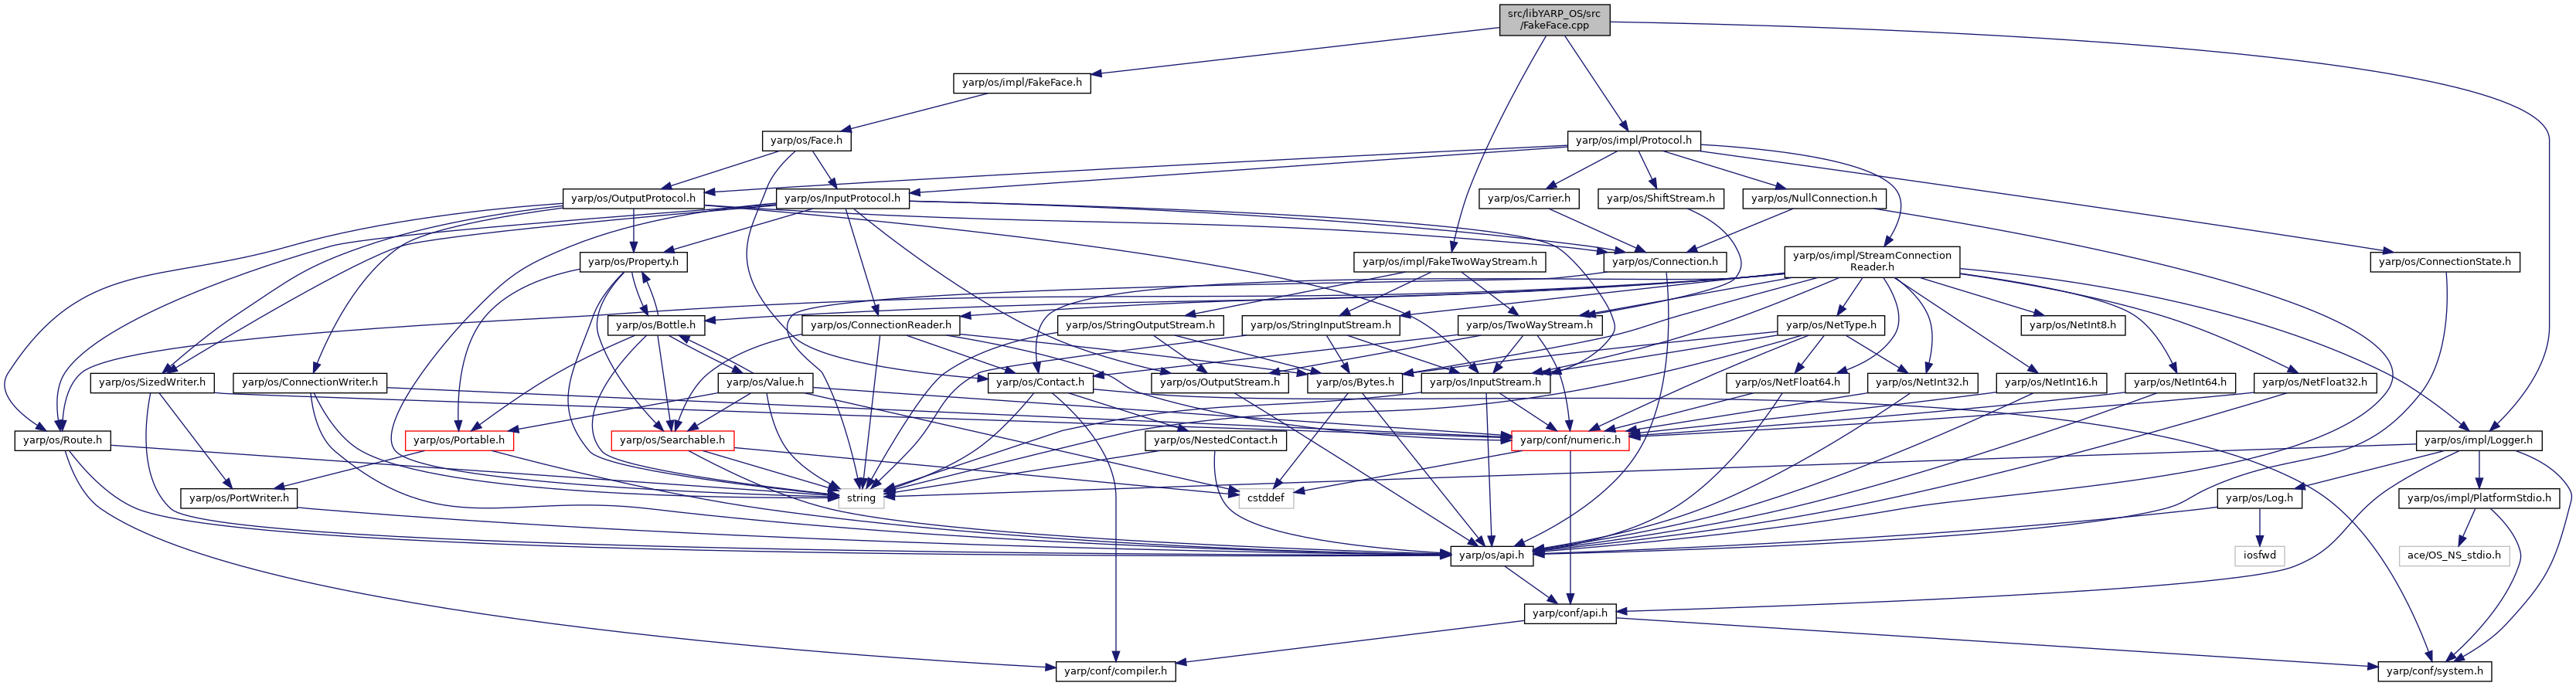 src/libYARP_OS/src
/FakeFace.cpp
yarp/os/impl/FakeFace.h
yarp/os/Face.h
yarp/os/impl/Protocol.h
yarp/os/OutputProtocol.h
yarp/os/InputProtocol.h
yarp/os/Carrier.h
yarp/os/ShiftStream.h
yarp/os/NullConnection.h
yarp/os/Property.h
yarp/os/impl/FakeTwoWayStream.h
yarp/os/Connection.h
yarp/os/impl/StreamConnection
Reader.h
yarp/os/ConnectionState.h
yarp/os/Bottle.h
yarp/os/ConnectionReader.h
yarp/os/StringOutputStream.h
yarp/os/StringInputStream.h
yarp/os/TwoWayStream.h
yarp/os/NetType.h
yarp/os/NetInt8.h
yarp/os/SizedWriter.h
yarp/os/ConnectionWriter.h
yarp/os/Value.h
yarp/os/Contact.h
yarp/os/OutputStream.h
yarp/os/Bytes.h
yarp/os/InputStream.h
yarp/os/NetFloat64.h
yarp/os/NetInt32.h
yarp/os/NetInt16.h
yarp/os/NetInt64.h
yarp/os/NetFloat32.h
yarp/os/Route.h
yarp/os/Portable.h
yarp/os/Searchable.h
yarp/os/NestedContact.h
yarp/conf/numeric.h
yarp/os/impl/Logger.h
yarp/os/PortWriter.h
string
cstddef
yarp/os/Log.h
yarp/os/impl/PlatformStdio.h
yarp/os/api.h
iosfwd
ace/OS_NS_stdio.h
yarp/conf/api.h
yarp/conf/compiler.h
yarp/conf/system.h